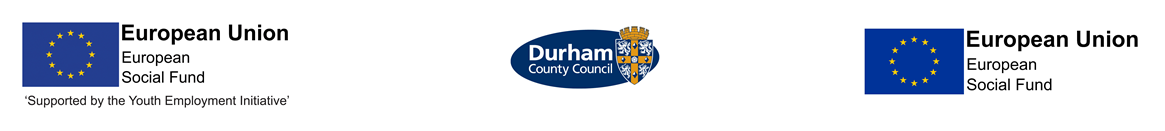 European Union
European
Social Fund
‘Supported by the Youth Employment Initiative’
Durham
County Council
European Union
European
Social Fund